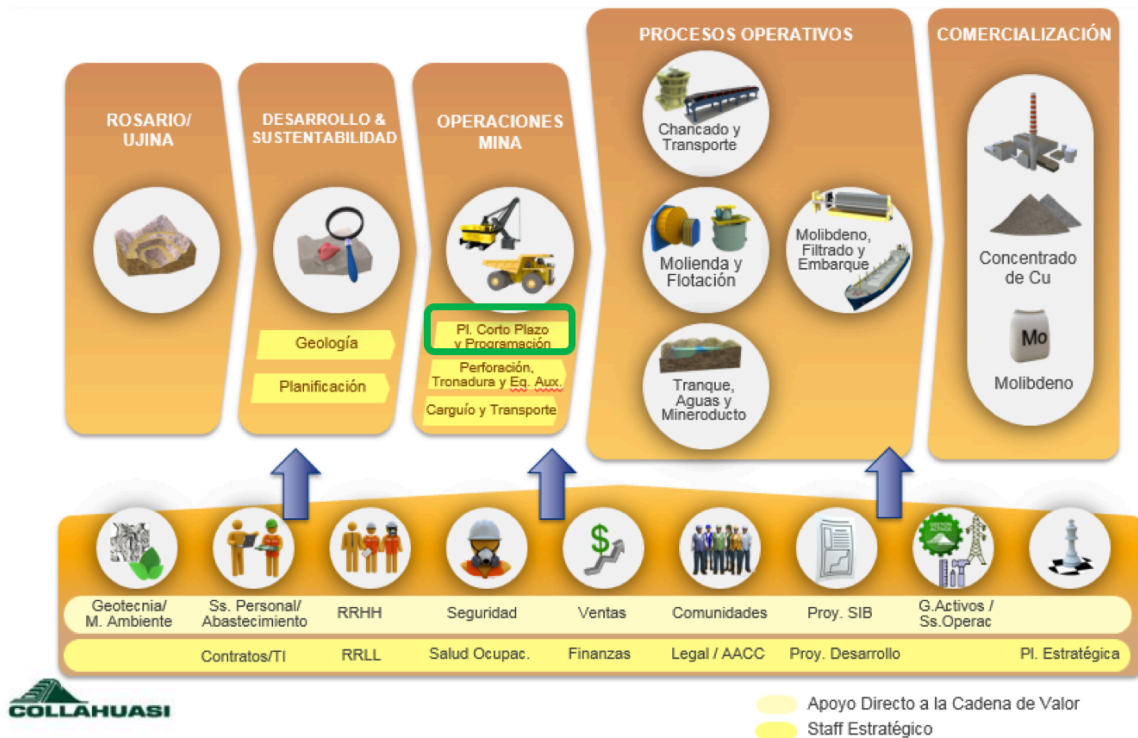 ROSARIO/
UJINA
DESARROLLO &
SUSTENTABILIDAD
Geología
Planificación
OPERACIONES
MINA
Pl. Corto Plazo
y Programación
Perforación,
Tronadura y Eq. Aux.
Carguío y Transporte
PROCESOS OPERATIVOS
Chancado y
Transporte
Molienda y
Flotación
Molibdeno,
Filtrado y
Embarque
Tranque,
Aguas y
Mineroducto
COMERCIALIZACIÓN
Concentrado
de Cu
Mo
Molibdeno
$
Geotecnia/
M. Ambiente
Ss. Personal/
Abastecimiento
RRHH
Seguridad
Ventas
Comunidades
Proy. SIB
G.Activos /
Ss.Operac
Contratos/TI
RRLL
Salud Ocupac.
Finanzas
Legal / AACC
Proy. Desarrollo
Pl. Estratégica
COLLAHUASI
Apoyo Directo a la Cadena de Valor
Staff Estratégico